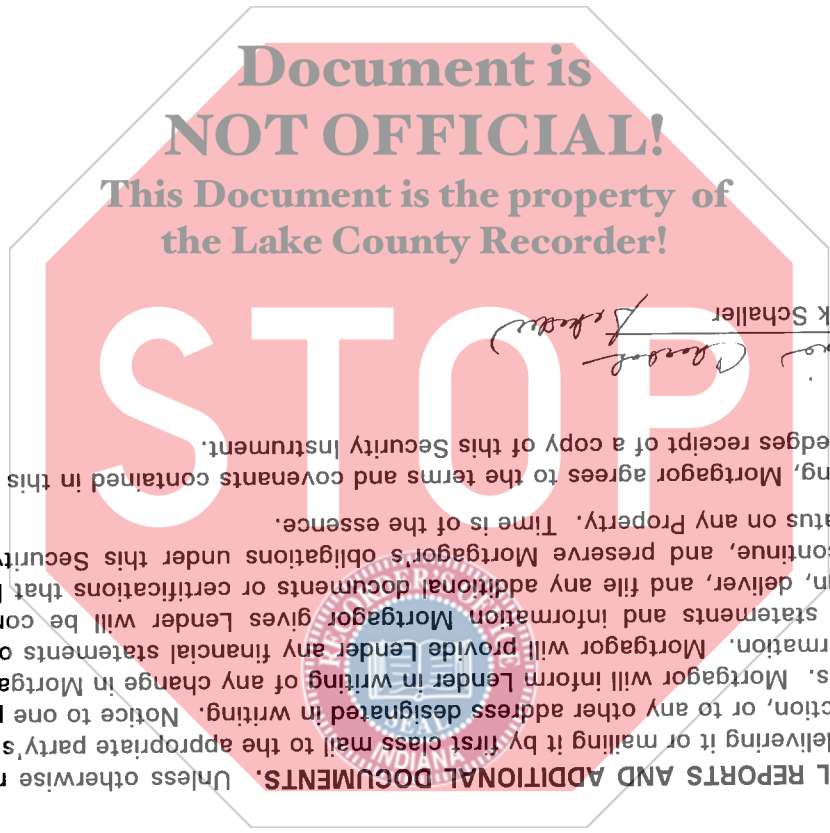 Document is
NOT OFFICIAL!
This Document is the property of
the Lake County Recorder!
STOP
RECORDER'S OFFICE
SEAL
INDIANA
L REPORTS AND ADDITIONAL DOCUMENTS. Unless otherwise r
delivering it or mailing it by first class mail to the appropriate party's
ction, or to any other address designated in writing. Notice to one
s. Mortgagor will inform Lender in writing of any change in Mortga
rmation. Mortgagor will provide Lender any financial statements o
statements and information Mortgagor gives Lender will be cor
n, deliver, and file any additional documents or certifications that
continue, and preserve Mortgagor's obligations under this Securit
atus on any Property. Time is of the essence.
ng, Mortgagor agrees to the terms and covenants contained in this
edges receipt of a copy of this Security Instrument.
k Schaller